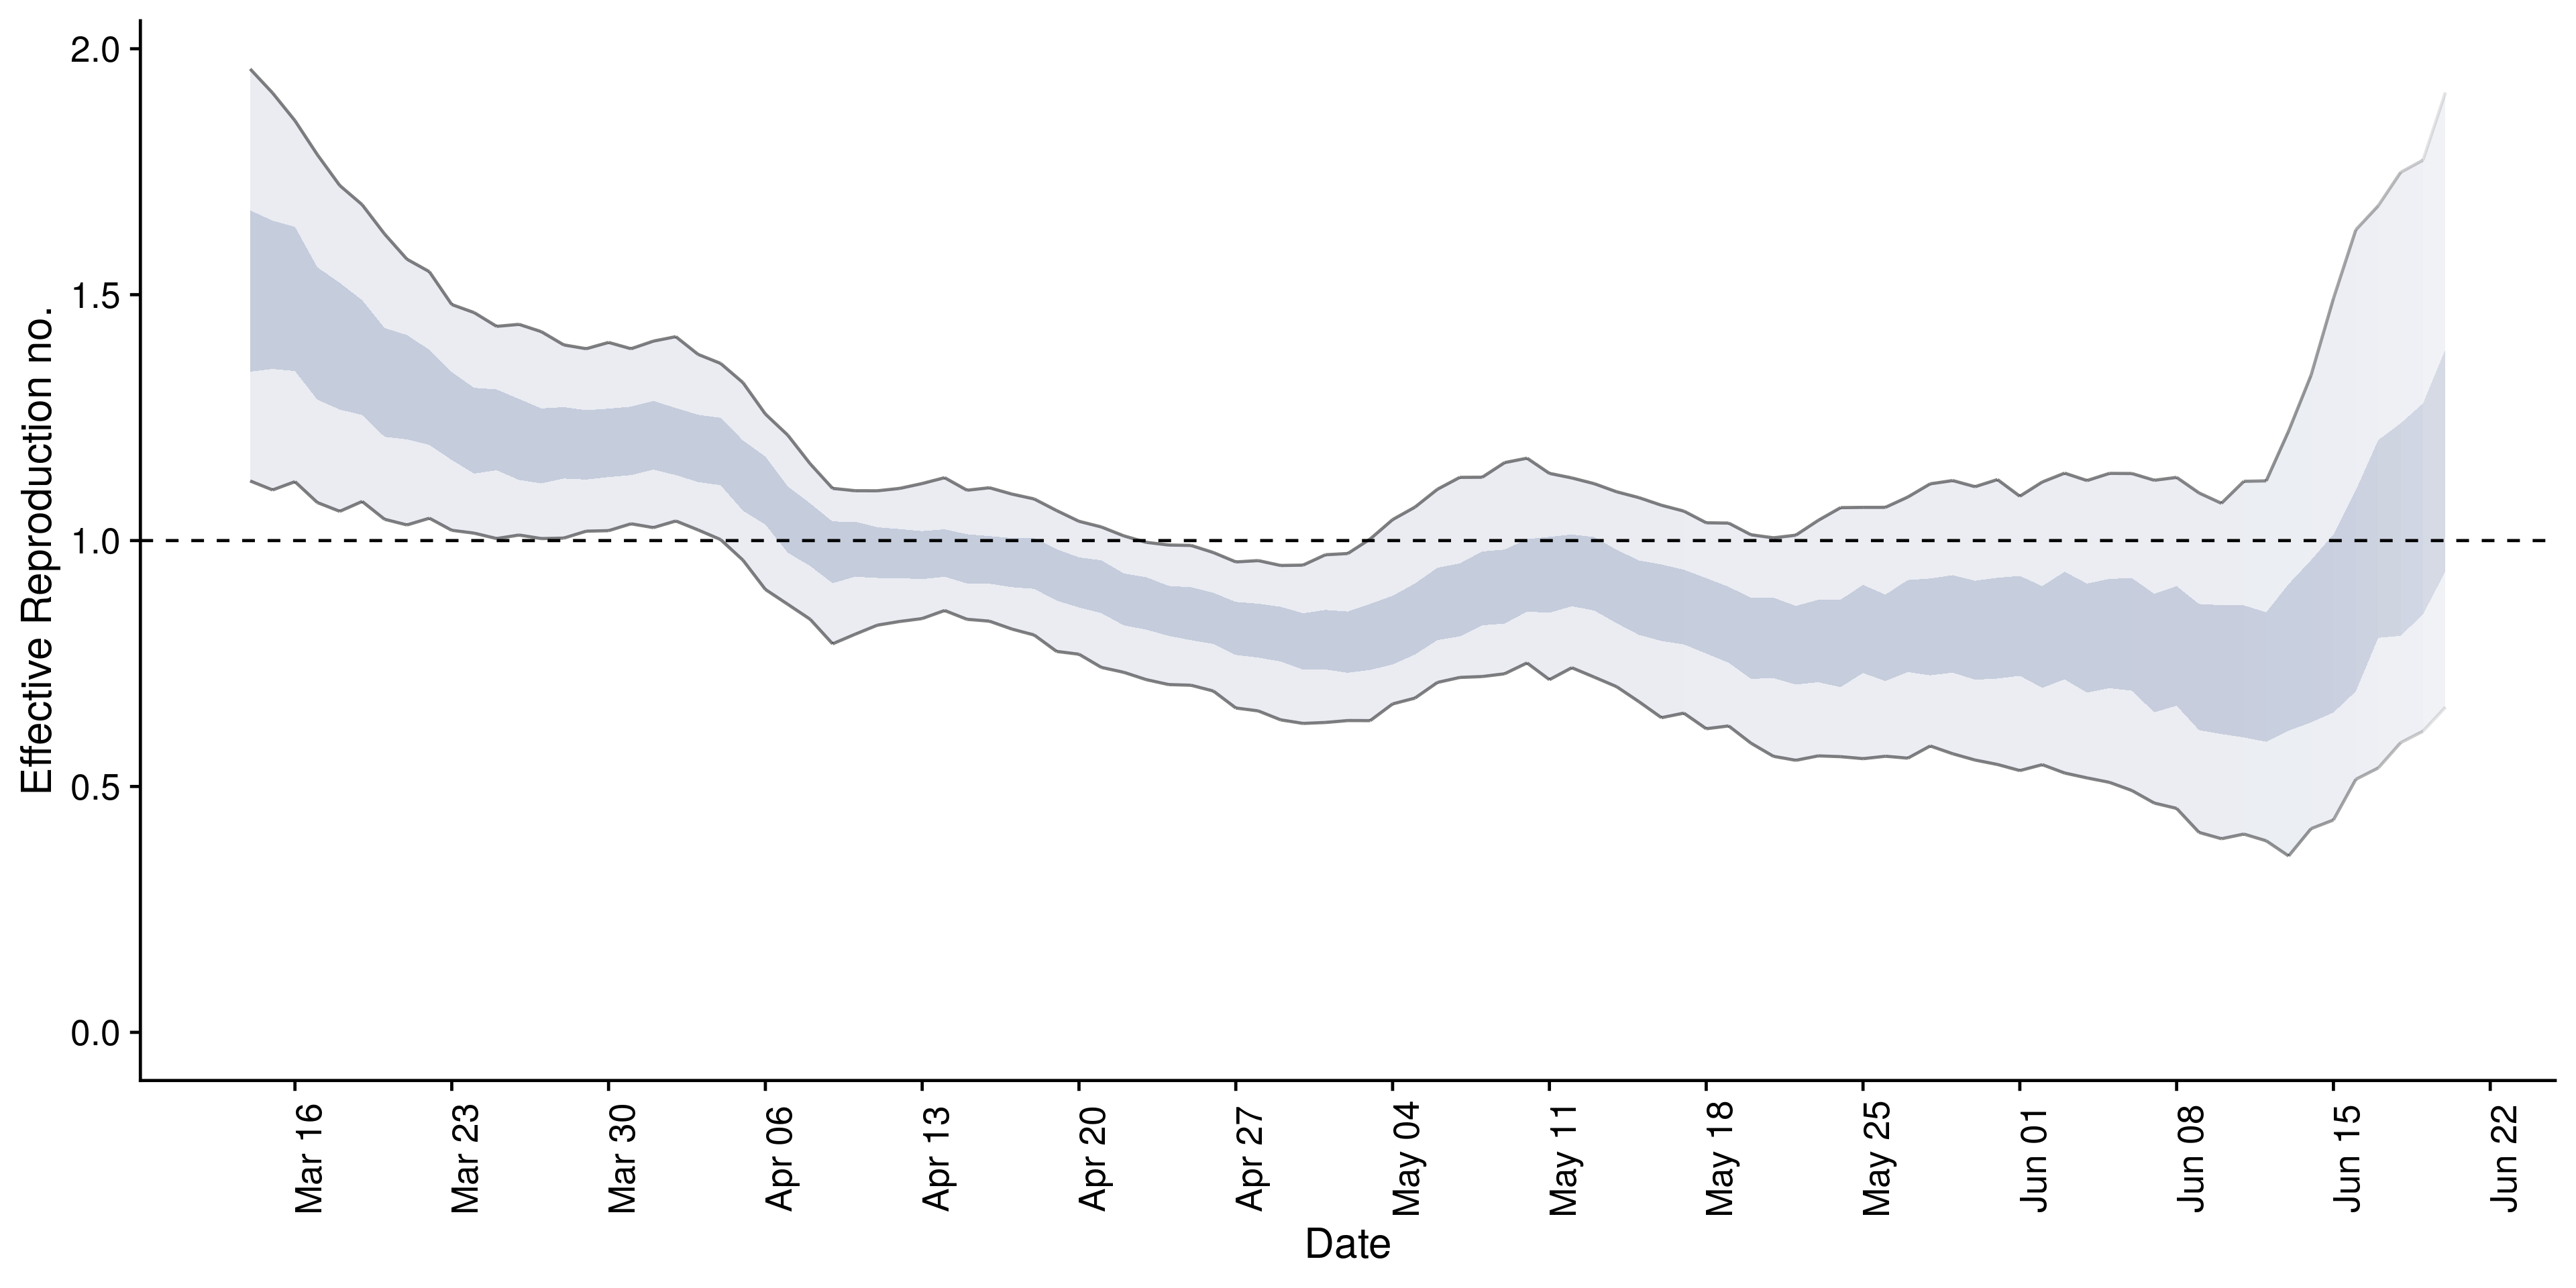 Effective Reproduction no.
2.0
1.5
1.0
0.5
0.0
Mar 16
Mar 23
Mar 30
Apr 06
Apr 13
Apr 20
Apr 27
May 04
May 11
May 18
May 25
Jun 01
Jun 08
Jun 15
Jun 22
Date